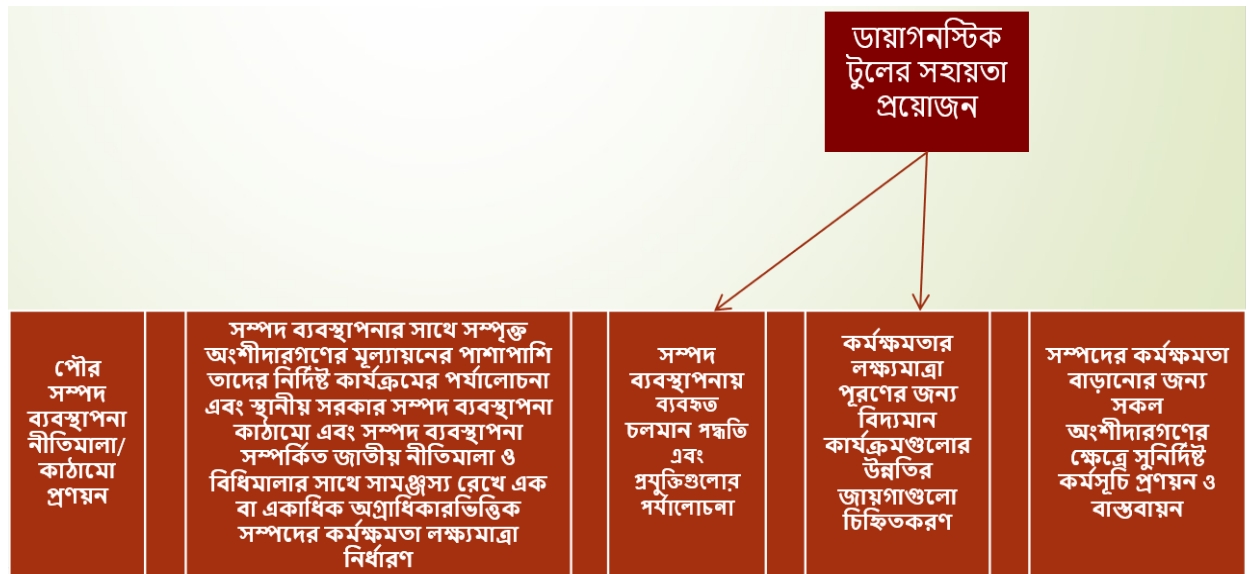 ডায়াগনস্টিক
টুলের সহায়তা
প্রয়োজন
পৌর
সম্পদ
ব্যবস্থাপনা
নীতিমালা/
কাঠামো
প্রণয়ন
সম্পদ ব্যবস্থাপনার সাথে সম্পৃক্ত
অংশীদারগণের মূল্যায়নের পাশাপাশি
তাদের নির্দিষ্ট কার্যক্রমের পর্যালোচনা
এবং স্থানীয় সরকার সম্পদ ব্যবস্থাপনা
কাঠামো এবং সম্পদ ব্যবস্থাপনা
সম্পর্কিত জাতীয় নীতিমালা ও
বিধিমালার সাথে সামঞ্জস্য রেখে এক
বা একাধিক অগ্রাধিকারভিত্তিক
সম্পদের কর্মক্ষমতা লক্ষ্যমাত্রা
নির্ধারণ
সম্পদ
ব্যবস্থাপনায়
ব্যবহৃত
চলমান পদ্ধতি
এবং
প্রযুক্তিগুলোর
পর্যালোচনা
কর্মক্ষমতার
লক্ষ্যমাত্রা
পূরণের জন্য
বিদ্যমান
কার্যক্রমগুলোর
উন্নতির
জায়গাগুলো
চিহ্নিতকরণ
সম্পদের কর্মক্ষমতা
বাড়ানোর জন্য
সকল
অংশীদারগণের
ক্ষেত্রে সুনির্দিষ্ট
কর্মসূচি প্রণয়ন ও
বাস্তবায়ন